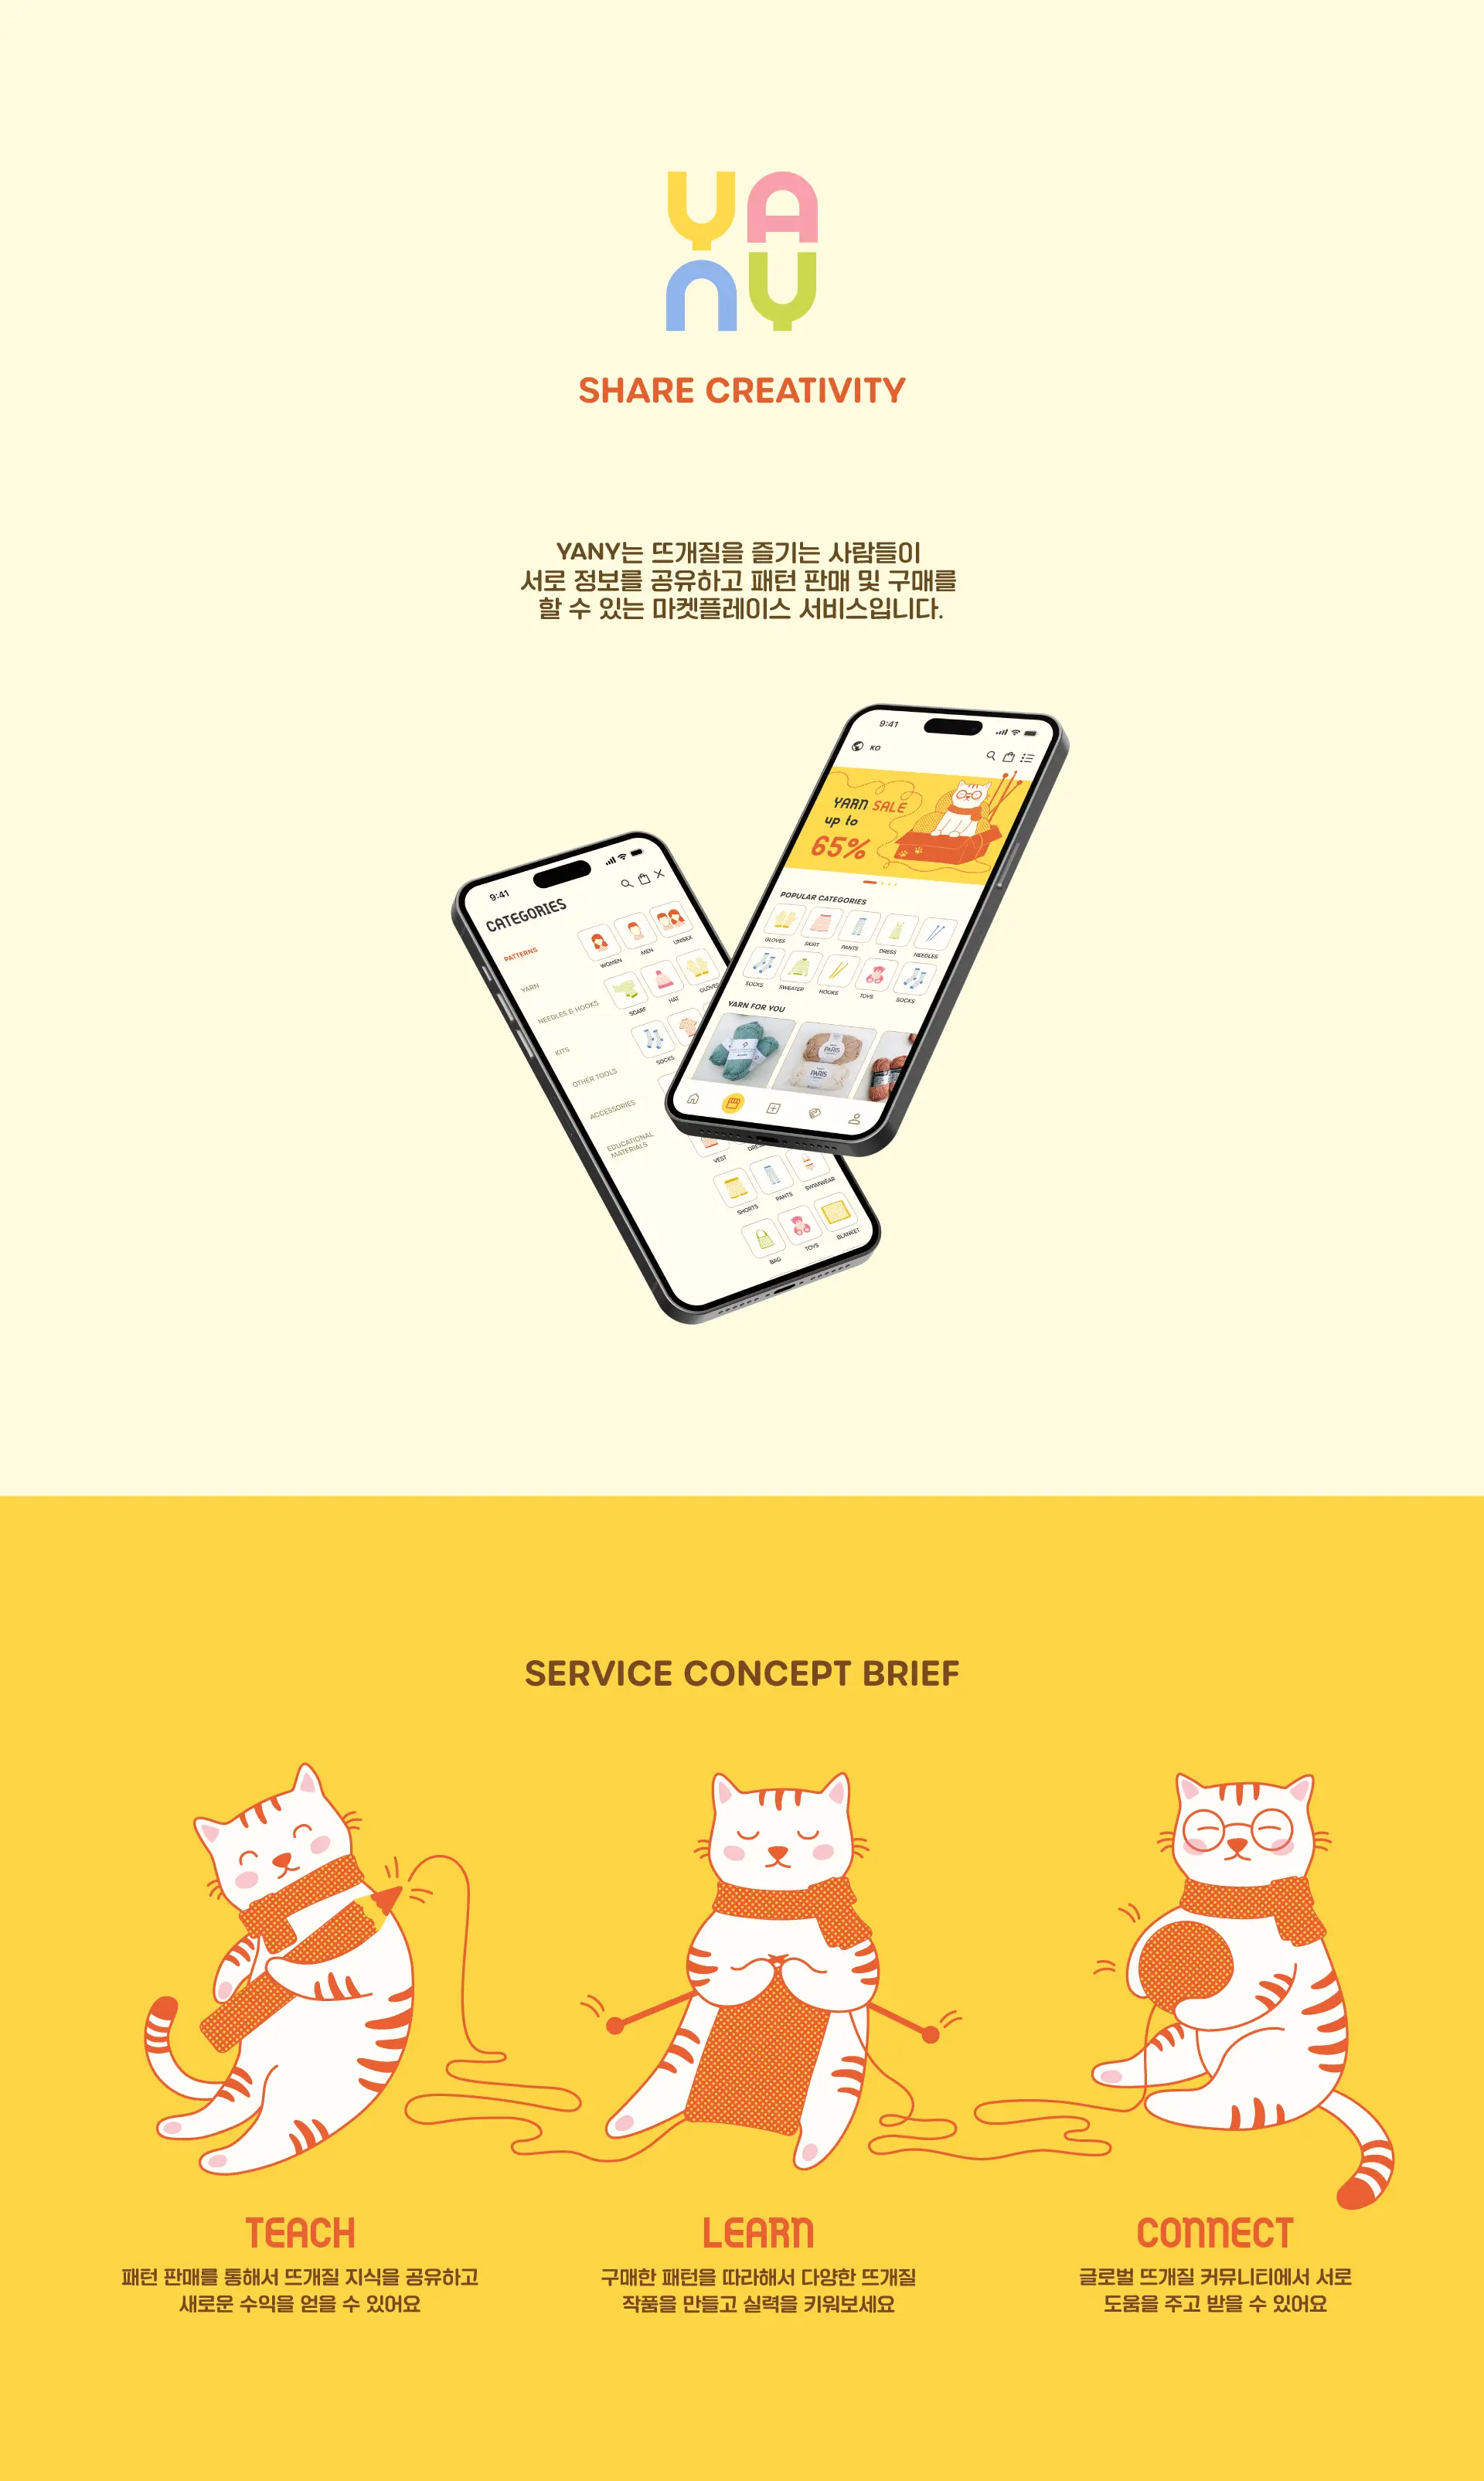 YA
NY
SHARE CREATIVITY
YANY는 뜨개질을 즐기는 사람들이
서로 정보를 공유하고 패턴 판매 및 구매를
할 수 있는 마켓플레이스 서비스입니다.
9:41
KO
YARN SALE
up to
65%
POPULAR CATEGORIES
GLOVES SKIRT PANTS DRESS NEEDLES
SOCKS SWEATER HOOKS TOYS SOCKS
YARN FOR YOU
PARIS
PARIS
9:41
CATEGORIES
PATTERNS
YARN
NEEDLES & HOOKS
KITS
OTHER TOOLS
ACCESSORIES
EDUCATIONAL
MATERIALS
WOMEN MEN UNISEX
SCARF HAT GLOVES
SOCKS
VEST DRESS
SHORTS PANTS SWIMWEAR
BAG TOYS BLANKET
SERVICE CONCEPT BRIEF
TEACH
패턴 판매를 통해서 뜨개질 지식을 공유하고
새로운 수익을 얻을 수 있어요
LEARN
구매한 패턴을 따라해서 다양한 뜨개질
작품을 만들고 실력을 키워보세요
CONNECT
글로벌 뜨개질 커뮤니티에서 서로
도움을 주고 받을 수 있어요